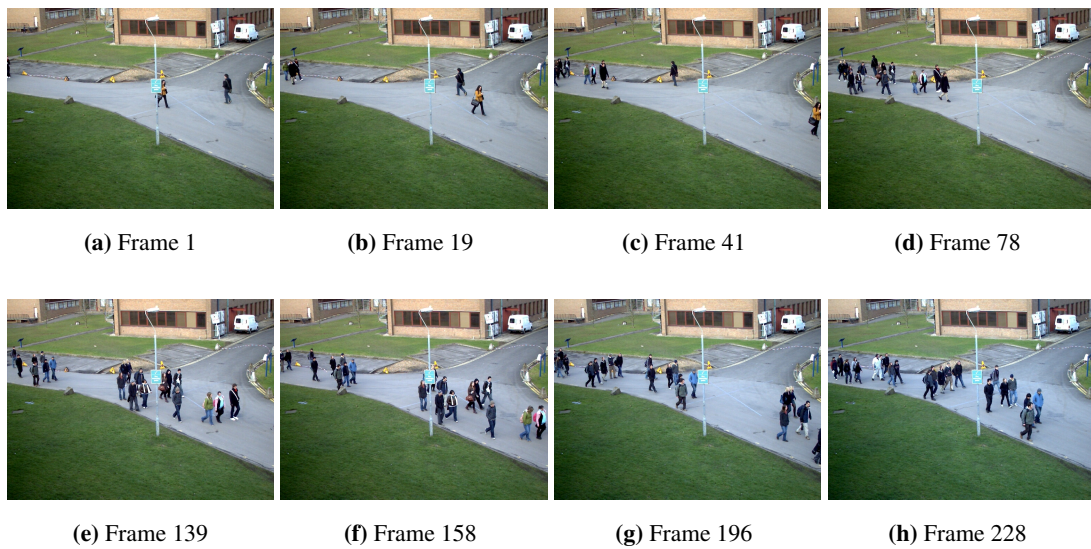 (a) Frame 1
(b) Frame 19
(c) Frame 41
(d) Frame 78
(e) Frame 139
(f) Frame 158
(g) Frame 196
(h) Frame 228